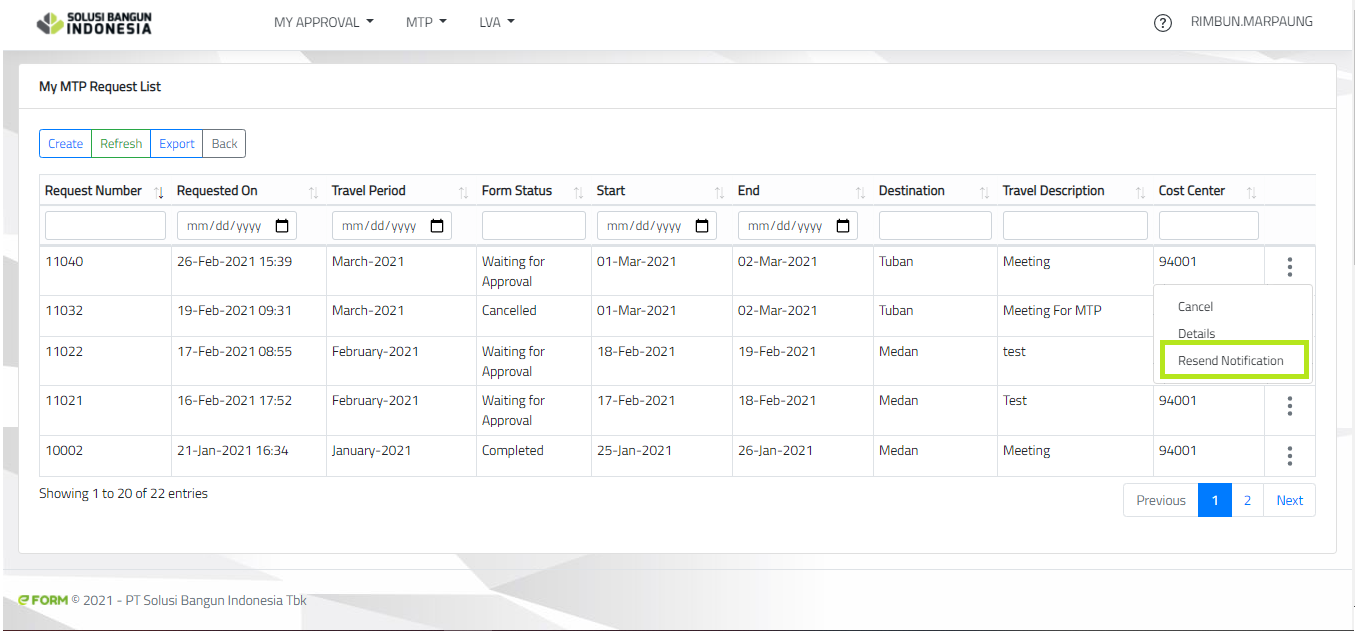 SOLUSI BANGUN
INDONESIA
MY APPROVAL MTP LVA ? RIMBUN.MARPAUNG
My MTP Request List
Create Refresh Export Back
Request Number Requested On Travel Period Form Status Start End Destination Travel Description Cost Center
mm/dd/yyyy mm/dd/yyyy mm/dd/yyyy mm/dd/yyyy
11040 26-Feb-2021 15:39 March-2021 Waiting for Approval 01-Mar-2021 02-Mar-2021 Tuban Meeting 94001
11032 19-Feb-2021 09:31 March-2021 Cancelled 01-Mar-2021 02-Mar-2021 Tuban Meeting For MTP
11022 17-Feb-2021 08:55 February-2021 Waiting for Approval 18-Feb-2021 19-Feb-2021 Medan test
Cancel
Details
Resend Notification
11021 16-Feb-2021 17:52 February-2021 Waiting for Approval 17-Feb-2021 18-Feb-2021 Medan Test 94001
10002 21-Jan-2021 16:34 January-2021 Completed 25-Jan-2021 26-Jan-2021 Medan Meeting 94001
Showing 1 to 20 of 22 entries
Previous 1 2 Next
eFORM © 2021 - PT Solusi Bangun Indonesia Tbk